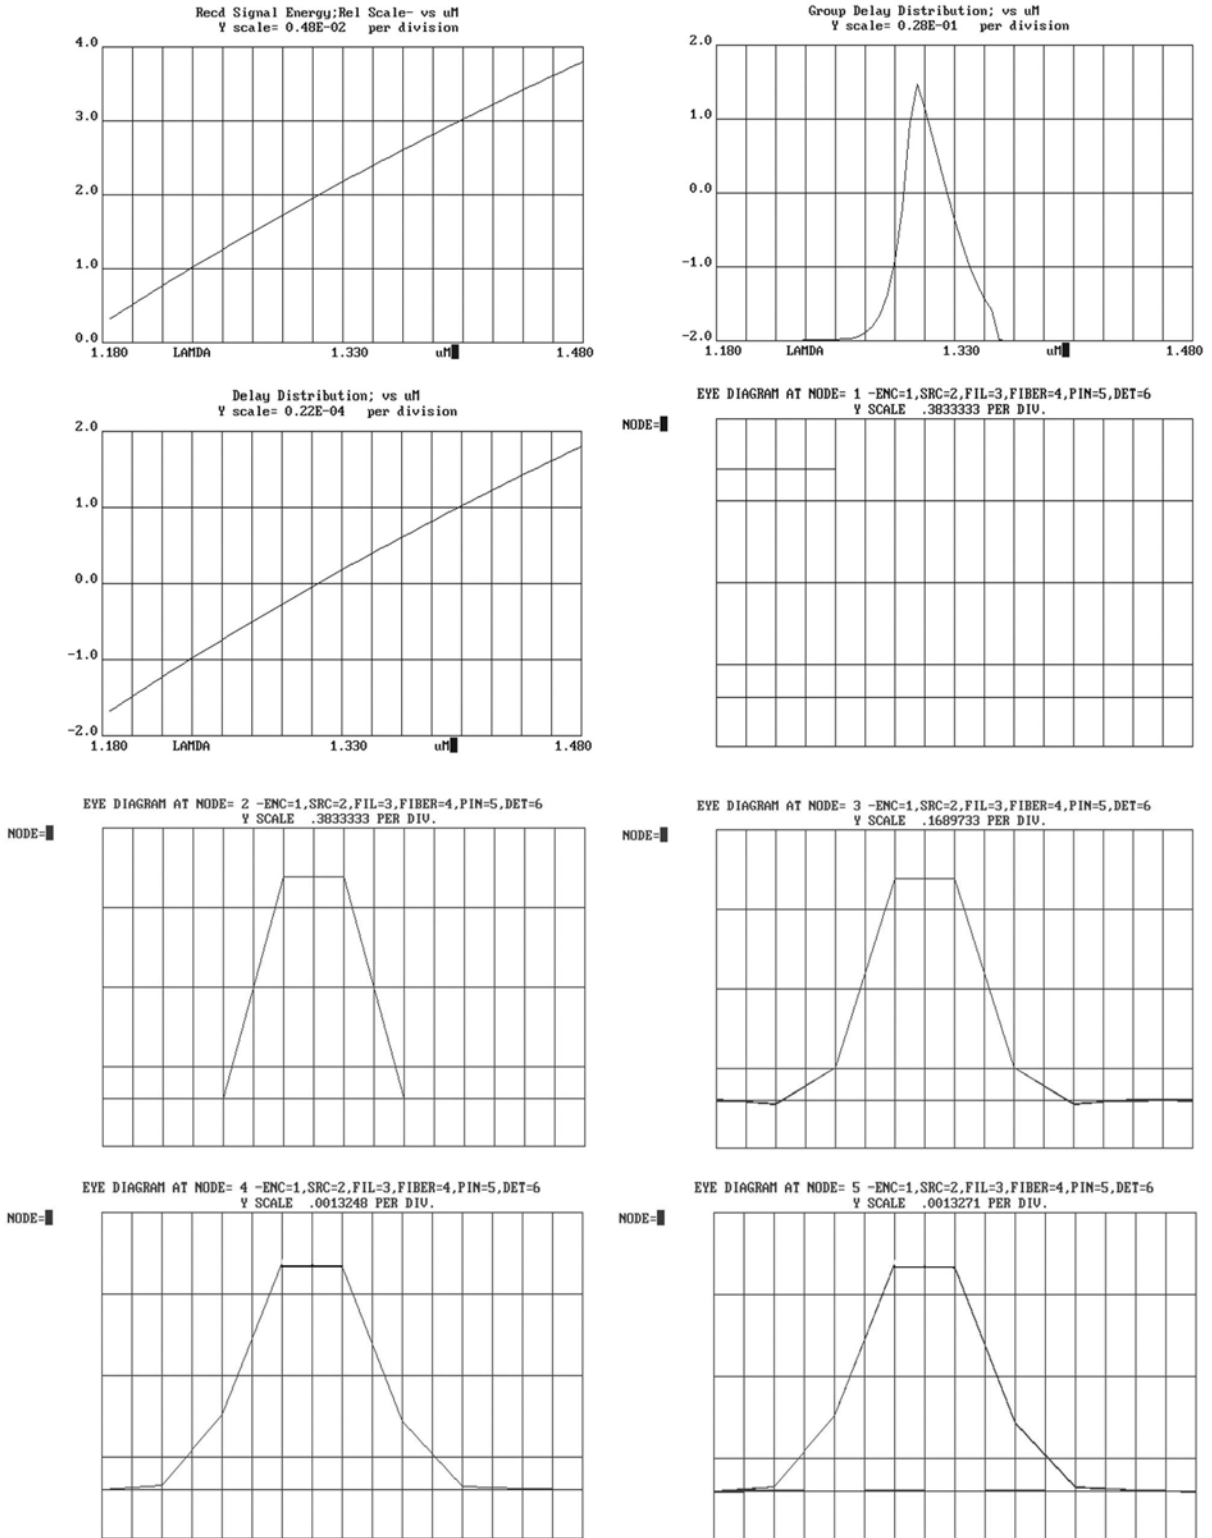 Recd Signal Energy;Rel Scale- vs uM
Y scale= 0.48E-02 per division
4.0
3.0
2.0
1.0
0.0
1.180 LAMDA 1.330 uM 1.480
Group Delay Distribution; vs uM
Y scale= 0.28E-01 per division
2.0
1.0
0.0
-1.0
-2.0
1.180 LAMDA 1.330 uM 1.480
Delay Distribution; vs uM
Y scale= 0.22E-04 per division
2.0
1.0
0.0
-1.0
-2.0
1.180 LAMDA 1.330 uM 1.480
EYE DIAGRAM AT NODE= 1 -ENC=1,SRC=2,FIL=3,FIBER=4,PIN=5,DET=6
Y SCALE .3833333 PER DIV.
NODE=
EYE DIAGRAM AT NODE= 2 -ENC=1,SRC=2,FIL=3,FIBER=4,PIN=5,DET=6
Y SCALE .3833333 PER DIV.
NODE=
EYE DIAGRAM AT NODE= 3 -ENC=1,SRC=2,FIL=3,FIBER=4,PIN=5,DET=6
Y SCALE .1689733 PER DIV.
NODE=
EYE DIAGRAM AT NODE= 4 -ENC=1,SRC=2,FIL=3,FIBER=4,PIN=5,DET=6
Y SCALE .0013248 PER DIV.
NODE=
EYE DIAGRAM AT NODE= 5 -ENC=1,SRC=2,FIL=3,FIBER=4,PIN=5,DET=6
Y SCALE .0013271 PER DIV.
NODE=